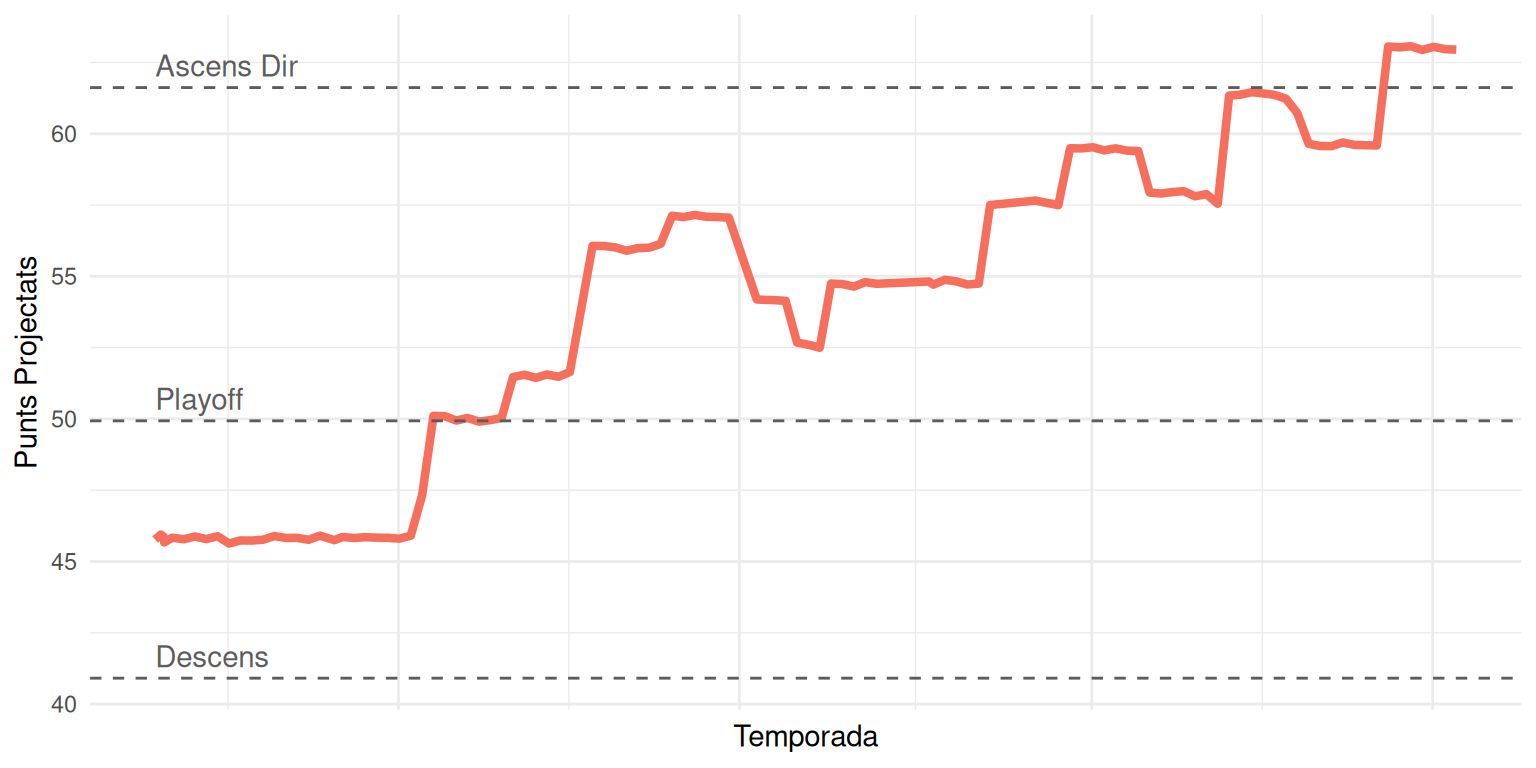 Ascens Dir
60
55
Playoff
50
45
Descens
40
Punts Projectats
Temporada